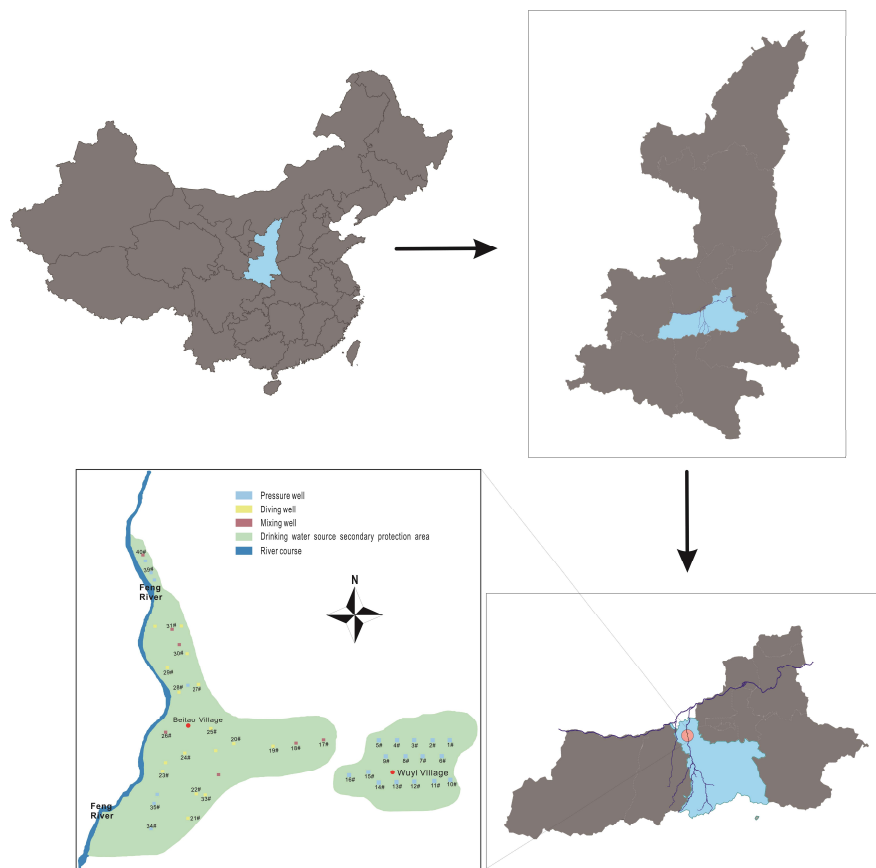 Pressure well
Diving well
Mixing well
Drinking water source secondary protection area
River course
N
40#
39#
Feng
River
31#
30#
29#
28# 27#
Beitau Village
26# 25#
20# 19# 18# 17#
24#
23#
22#
33#
35#
21#
34#
Feng
River
5# 4# 3# 2# 1#
9# 8# 7# 6#
16# 15# Wuyi Village
14# 13# 12# 11# 10#